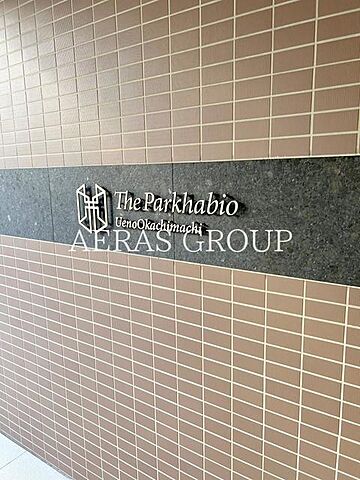 The Parkhabio
UenoOkachimachi
AERAS GROUP